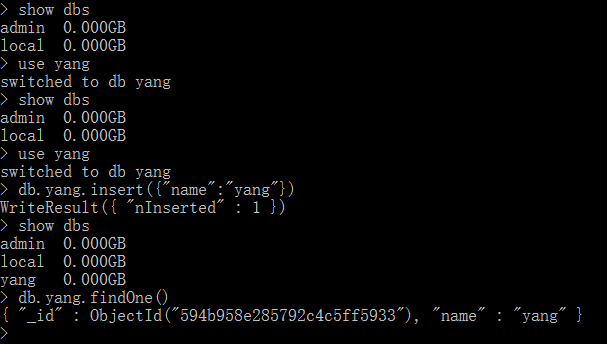 > show dbs
admin  0.000GB
local  0.000GB
> use yang
switched to db yang
> show dbs
admin  0.000GB
local  0.000GB
> use yang
switched to db yang
> db.yang.insert({"name":"yang"})
WriteResult({ "nInserted" : 1 })
> show dbs
admin  0.000GB
local  0.000GB
yang   0.000GB
> db.yang.findOne()
{ "_id" : ObjectId("594b958e285792c4c5ff5933"), "name" : "yang" }
>